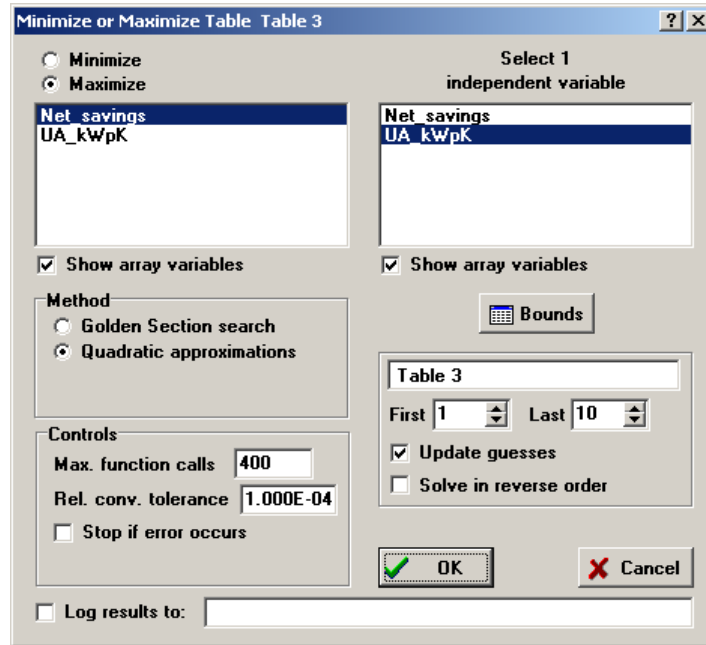 Minimize or Maximize Table Table 3
Minimize
Maximize
Net_savings
UA_kWpK
Show array variables
Method
Golden Section search
Quadratic approximations
Controls
Max. function calls 400
Rel. conv. tolerance 1.000E-04
Stop if error occurs
Select 1
independent variable
Net_savings
UA_kWpK
Show array variables
Bounds
Table 3
First 1 Last 10
Update guesses
Solve in reverse order
OK Cancel
Log results to: